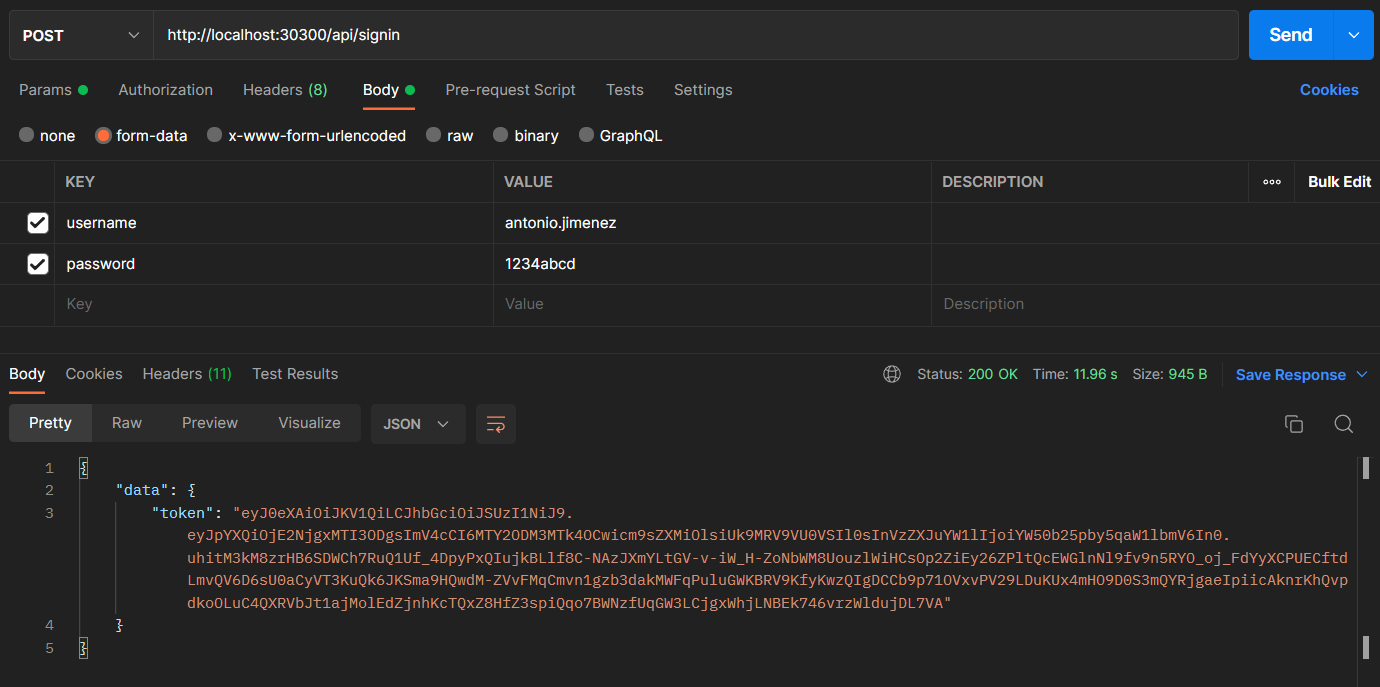 POST http://localhost:30300/api/signin Send
Params Authorization Headers (8) Body Pre-request Script Tests Settings Cookies
none form-data x-www-form-urlencoded raw binary GraphQL
KEY VALUE DESCRIPTION ooo Bulk Edit
username antonio.jimenez
password 1234abcd
Key Value Description
Body Cookies Headers (11) Test Results Status: 200 OK Time: 11.96 s Size: 945 B Save Response
Pretty Raw Preview Visualize JSON
1 {
2 "data": {
3 "token": "eyJ0eXAiOiJKV1QiLCJhbGciOiJSUzI1NiJ9.
eyJpYXQiOjE2NjgxMTI3ODgsImV4cCI6MTY2ODM3MTk4OCwicm9sZXMiOlsiUk9MRV9VU0VSIl0sInVzZXJuYW1lIjoiYW50b25pby5qaW1lbmV6In0.
uhitM3kM8zrHB6SDWCh7RuQ1Uf_4DpyPxQIujkBLlf8C-NAzJXmYLtGV-v-iW_H-ZoNbWM8UouzlWiHCsOp2ZiEy26ZPltQcEWGlnNl9fv9n5RYO_oj_FdYyXCPUECftd
LmvQV6D6sU0aCyVT3KuQk6JKSma9HQwdM-ZVvFMqCmvn1gzb3dakMWFqPuluGWKBRV9KfyKwzQIgDCCb9p71OVxvPV29LDuKUx4mHO9D0S3mQYRjgaeIpiicAknrKhQvp
dkoOLuC4QXRVbJt1ajMolEdZjnhKcTQxZ8HfZ3spiQqo7BWNzfUqGW3LCjgxWhjLNBEk746vrzWldujDL7VA"
4 }
5 }